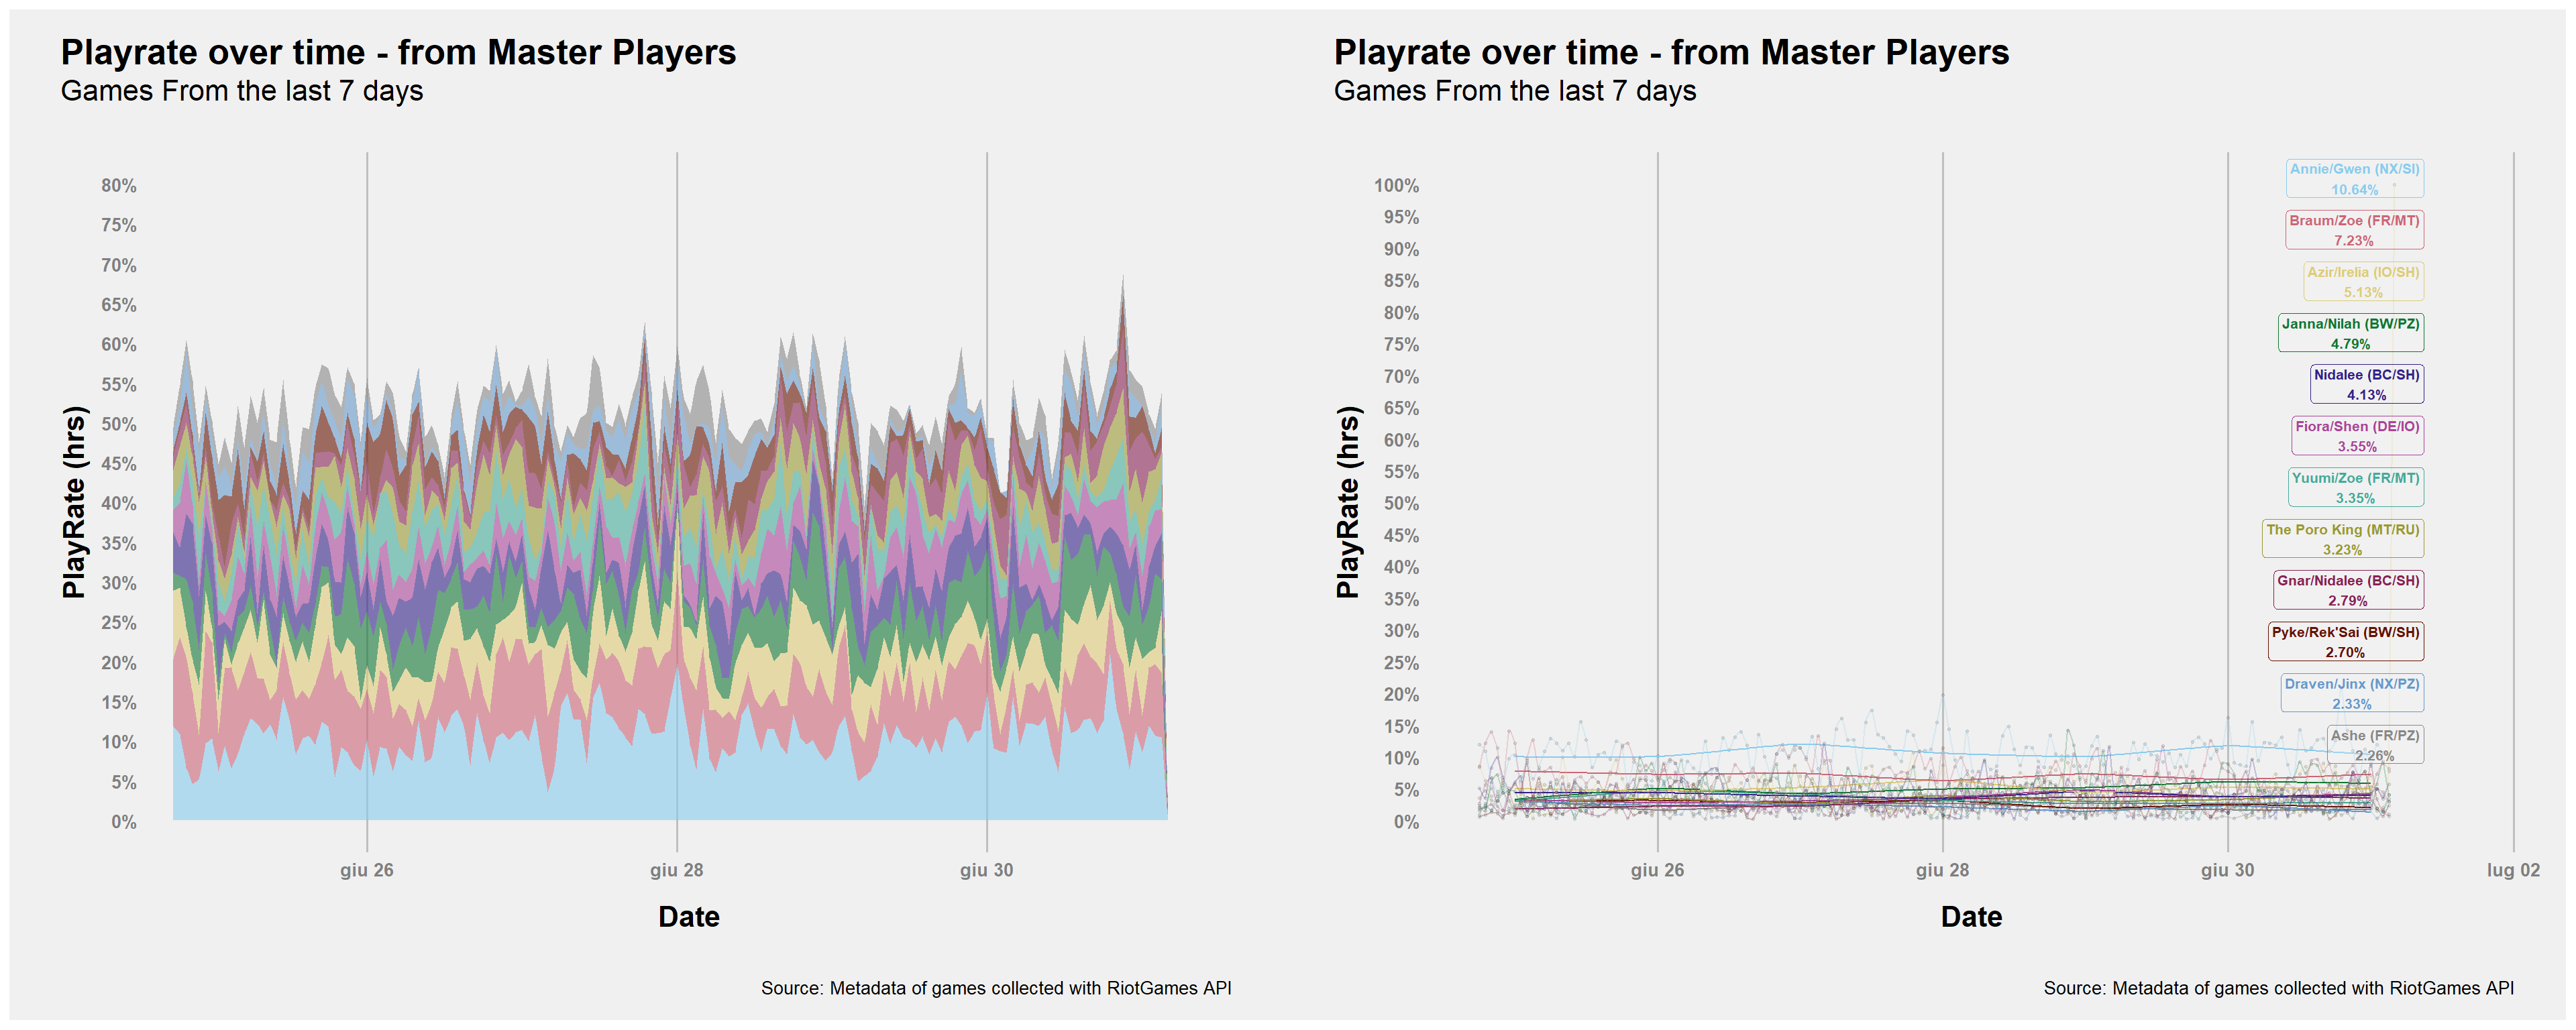 Playrate over time - from Master Players
Games From the last 7 days
80%
75%
70%
65%
60%
55%
50%
45%
40%
35%
30%
25%
20%
15%
10%
5%
0%
PlayRate (hrs)
giu 26
giu 28
giu 30
Date
Source: Metadata of games collected with RiotGames API
Playrate over time - from Master Players
Games From the last 7 days
100%
95%
90%
85%
80%
75%
70%
65%
60%
55%
50%
45%
40%
35%
30%
25%
20%
15%
10%
5%
0%
PlayRate (hrs)
Annie/Gwen (NX/SI)
10.64%
Braum/Zoe (FR/MT)
7.23%
Azir/Irelia (IO/SH)
5.13%
Janna/Nilah (BW/PZ)
4.79%
Nidalee (BC/SH)
4.13%
Fiora/Shen (DE/IO)
3.55%
Yuumi/Zoe (FR/MT)
3.35%
The Poro King (MT/RU)
3.23%
Gnar/Nidalee (BC/SH)
2.79%
Pyke/Rek'Sai (BW/SH)
2.70%
Draven/Jinx (NX/PZ)
2.33%
Ashe (FR/PZ)
2.26%
giu 26
giu 28
giu 30
lug 02
Date
Source: Metadata of games collected with RiotGames API